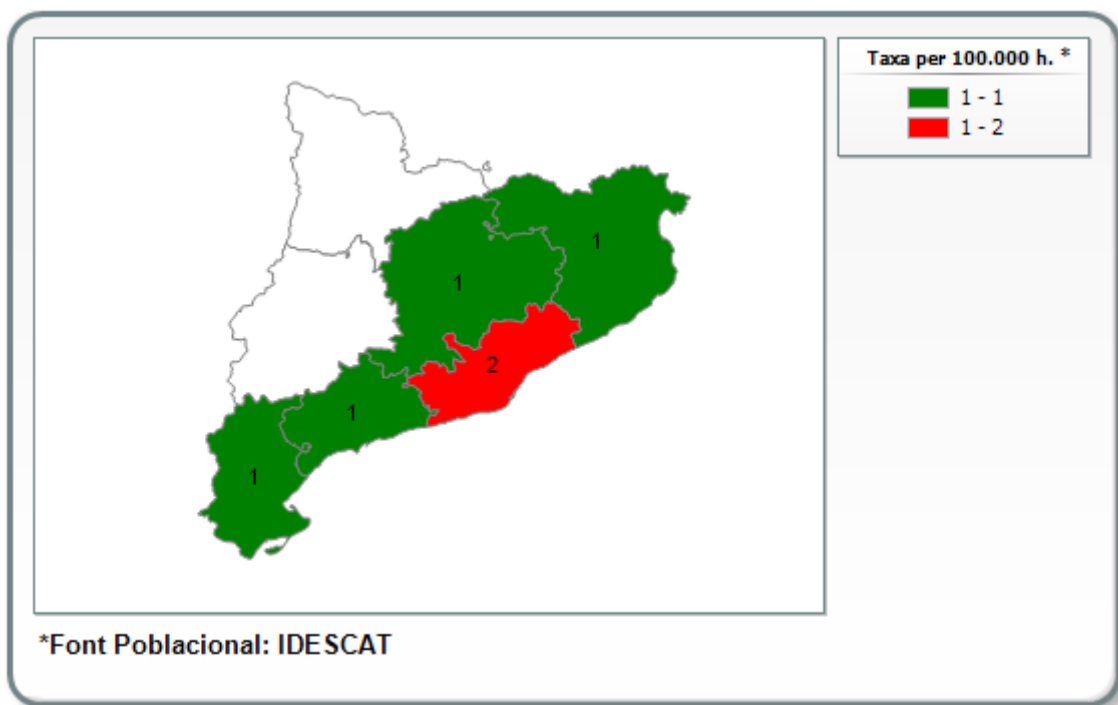 Taxa per 100.000 h. *
1 - 1
1 - 2
1
1
2
1
1
*Font Poblacional: IDESCAT